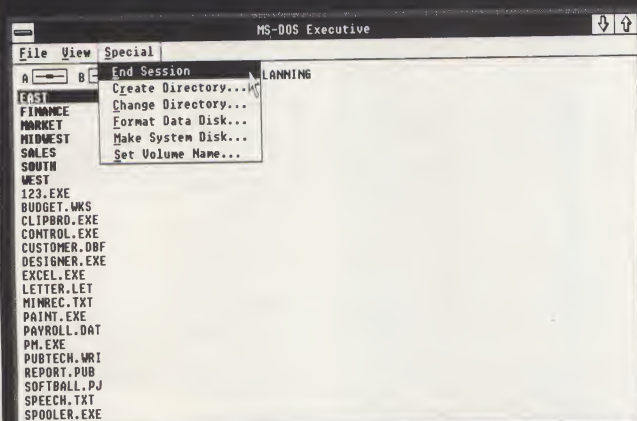 MS-DOS Executive
File View Special
A B LANNING
End Session
Create Directory...
Change Directory...
Format Data Disk...
Make System Disk...
Set Volume Name...
EAST
FINANCE
MARKET
MIDWEST
SALES
SOUTH
WEST
123.EXE
BUDGET.WKS
CLIPBRD.EXE
CONTROL.EXE
CUSTOMER.DBF
DESIGNER.EXE
EXCEL.EXE
LETTER.LET
MINREC.TXT
PAINT.EXE
PAYROLL.DAT
PM.EXE
PUBTECH.WRI
REPORT.PUB
SOFTBALL.PJ
SPEECH.TXT
SPOOLER.EXE